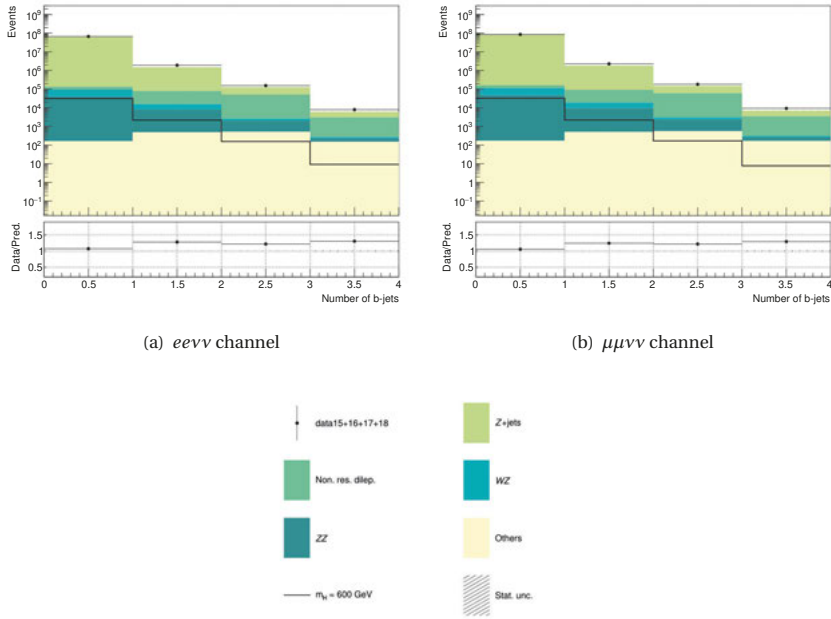 Events
10⁹
10⁸
10⁷
10⁶
10⁵
10⁴
10³
10²
10
1
10⁻¹
Data/Pred.
1.5
1
0.5
0 0.5 1 1.5 2 2.5 3 3.5 4
Number of b-jets
(a) eeνν channel
Events
10⁹
10⁸
10⁷
10⁶
10⁵
10⁴
10³
10²
10
1
10⁻¹
Data/Pred.
1.5
1
0.5
0 0.5 1 1.5 2 2.5 3 3.5 4
Number of b-jets
(b) μμνν channel
data15+16+17+18
Z+jets
Non. res. dilep.
WZ
ZZ
Others
m_H = 600 GeV
Stat. unc.